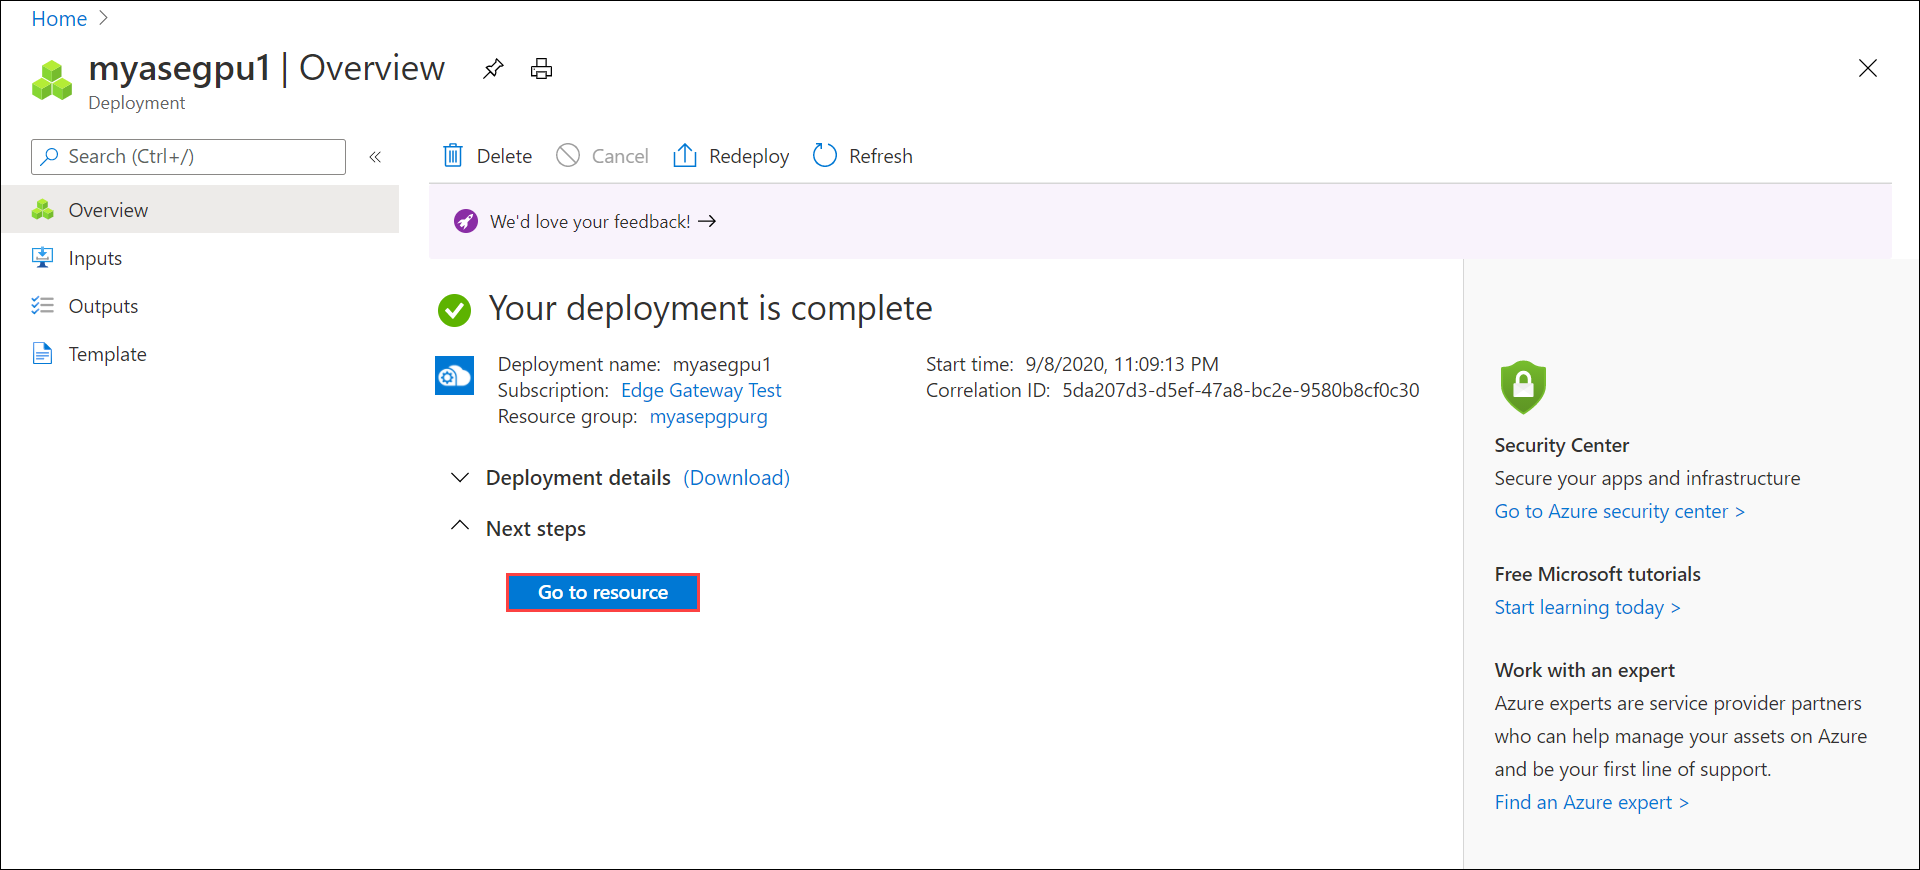 Home
myasegpu1 | Overview
Deployment
Search (Ctrl+/)
Overview
Inputs
Outputs
Template
Delete
Cancel
Redeploy
Refresh
We'd love your feedback!
Your deployment is complete
Deployment name: myasegpu1
Subscription: Edge Gateway Test
Resource group: myasepgpurg
Start time: 9/8/2020, 11:09:13 PM
Correlation ID: 5da207d3-d5ef-47a8-bc2e-9580b8cf0c30
Deployment details (Download)
Next steps
Go to resource
Security Center
Secure your apps and infrastructure
Go to Azure security center >
Free Microsoft tutorials
Start learning today >
Work with an expert
Azure experts are service provider partners
who can help manage your assets on Azure
and be your first line of support.
Find an Azure expert >